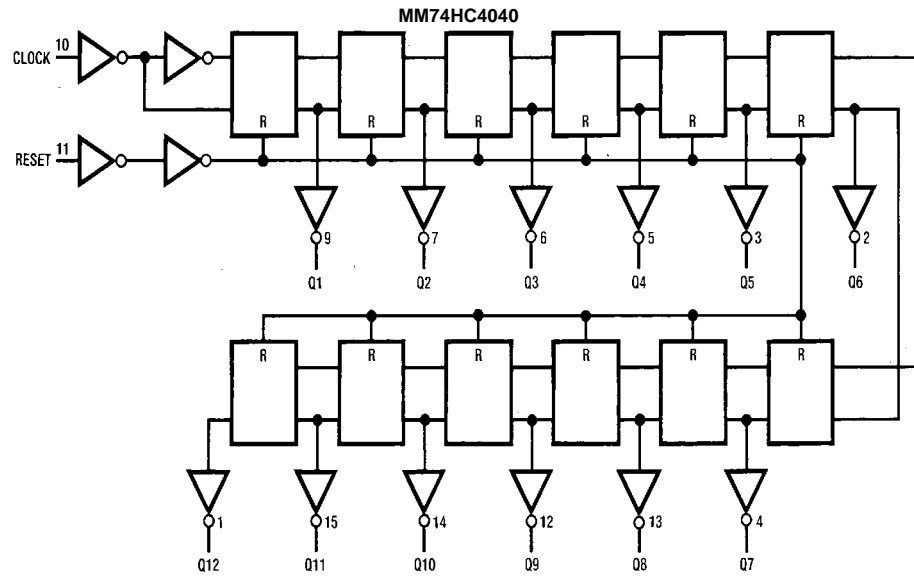 MM74HC4040
CLOCK 10
R R R R R R
RESET 11
9 7 6 5 3 2
Q1 Q2 Q3 Q4 Q5 Q6
R R R R R R
1 15 14 12 13 4
Q12 Q11 Q10 Q9 Q8 Q7